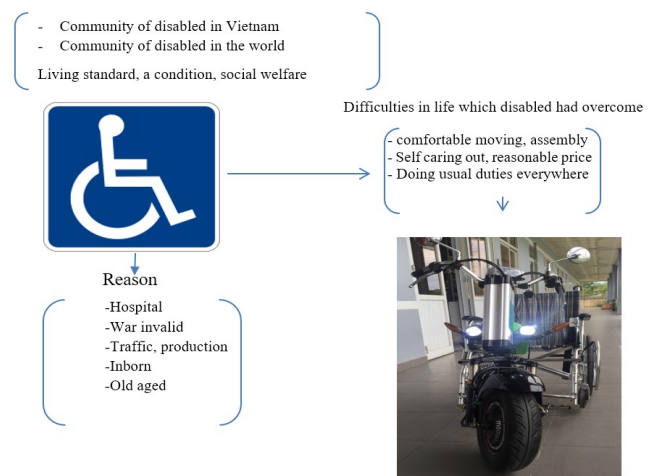 - Community of disabled in Vietnam
- Community of disabled in the world
Living standard, a condition, social welfare
Difficulties in life which disabled had overcome
- comfortable moving, assembly
- Self caring out, reasonable price
- Doing usual duties everywhere
Reason
-Hospital
-War invalid
-Traffic, production
-Inborn
-Old aged